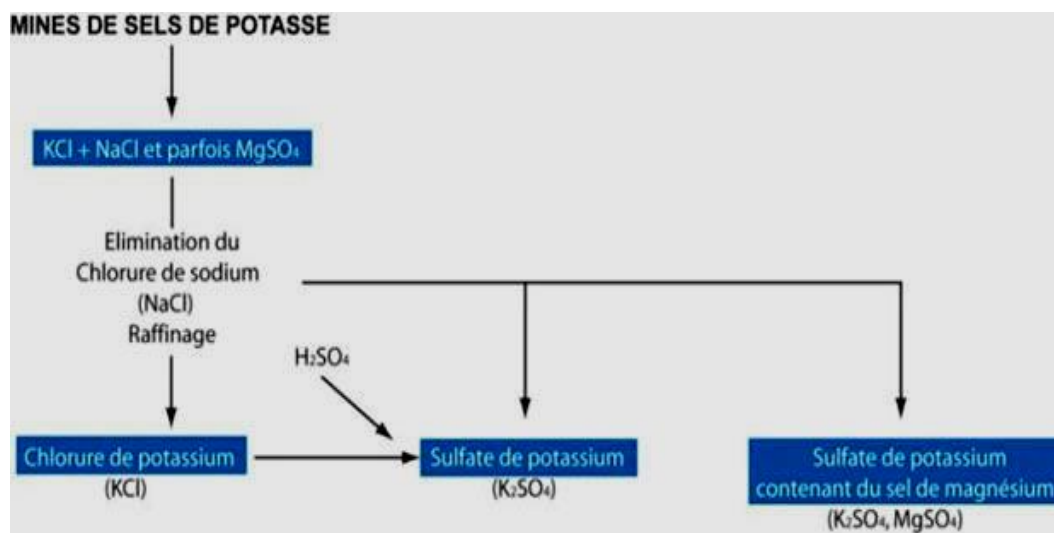 MINES DE SELS DE POTASSE
KCl + NaCl et parfois MgSO₄
Elimination du
Chlorure de sodium
(NaCl)
Raffinage
H₂SO₄
Chlorure de potassium
(KCl)
Sulfate de potassium
(K₂SO₄)
Sulfate de potassium
contenant du sel de magnésium
(K₂SO₄, MgSO₄)